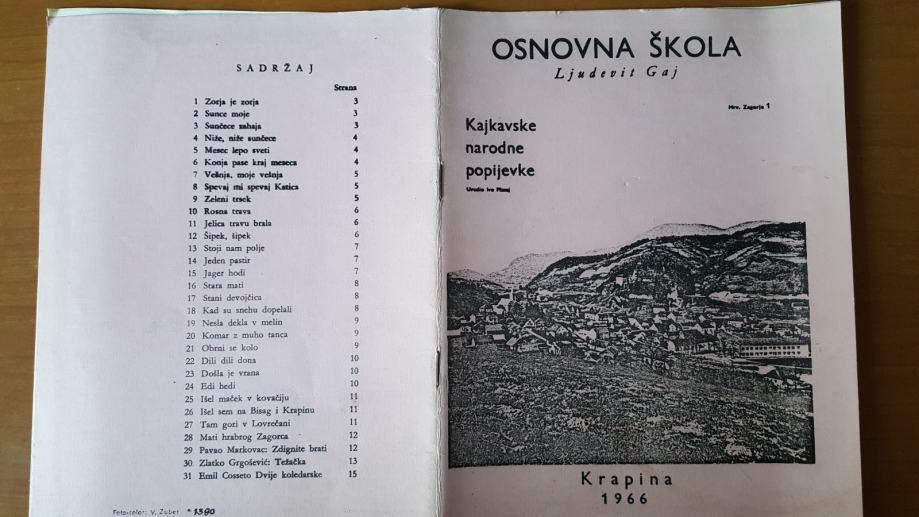 SADRŽAJ
Strana
1 Zorja je zorja 3
2 Sunce moje 3
3 Sunčece zahaja 3
4 Niže, niže sunčece 4
5 Mesec lepo sveti 4
6 Konja pase kraj meseca 4
7 Vešnja, moje vešnja 5
8 Spevaj mi spevaj Katica 5
9 Zeleni trsek 5
10 Rosna trava 6
11 Jelica travu brala 6
12 Šipek, šipek 6
13 Stoji nam polje 7
14 Jeden pastir 7
15 Jager hodi 7
16 Stara mati 8
17 Stani devojčica 8
18 Kad su snehu dopelali 8
19 Nesla dekla v melin 9
20 Komar z muho tanca 9
21 Obrni se kolo 9
22 Dili dili dona 10
23 Došla je vrana 10
24 Edi hedi 10
25 Išel maček v kovačiju 11
26 Išel sem na Bisag i Krapinu 11
27 Tam gori v Lovrečani 11
28 Mati hrabrog Zagorca 12
29 Pavao Markovac: Zdignite brati 12
30 Zlatko Grgošević: Težačka 13
31 Emil Cosseto Dvije koledarske 15
V. Zuber * 1390
OSNOVNA ŠKOLA
Ljudevit Gaj
Hrv. Zagorje 1
Kajkavske
narodne
popijevke
Uredio Ivo
Krapina
1966